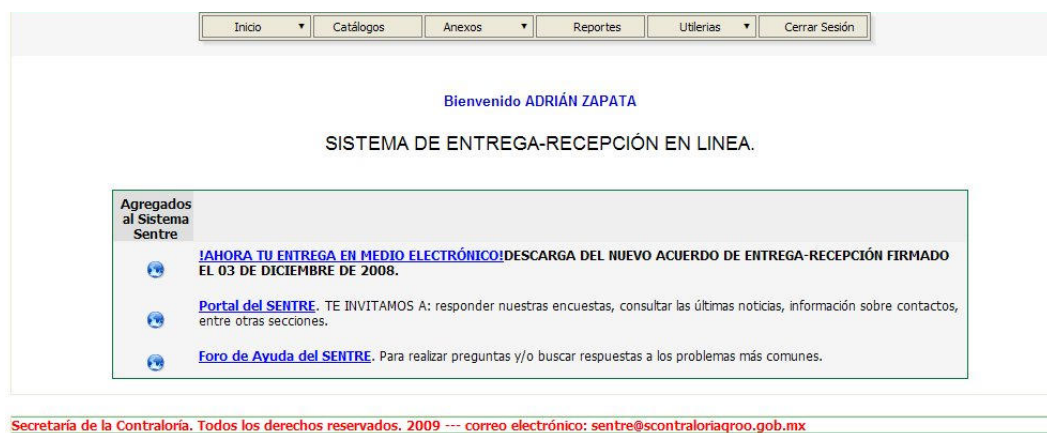 Inicio ▼ Catálogos Anexos ▼ Reportes Utilerias ▼ Cerrar Sesión
Bienvenido ADRIÁN ZAPATA
SISTEMA DE ENTREGA-RECEPCIÓN EN LINEA.
Agregados
al Sistema
Sentre
!AHORA TU ENTREGA EN MEDIO ELECTRÓNICO!DESCARGA DEL NUEVO ACUERDO DE ENTREGA-RECEPCIÓN FIRMADO
EL 03 DE DICIEMBRE DE 2008.
Portal del SENTRE. TE INVITAMOS A: responder nuestras encuestas, consultar las últimas noticias, información sobre contactos,
entre otras secciones.
Foro de Ayuda del SENTRE. Para realizar preguntas y/o buscar respuestas a los problemas más comunes.
Secretaría de la Contraloría. Todos los derechos reservados. 2009 --- correo electrónico: sentre@scontraloriaqroo.gob.mx